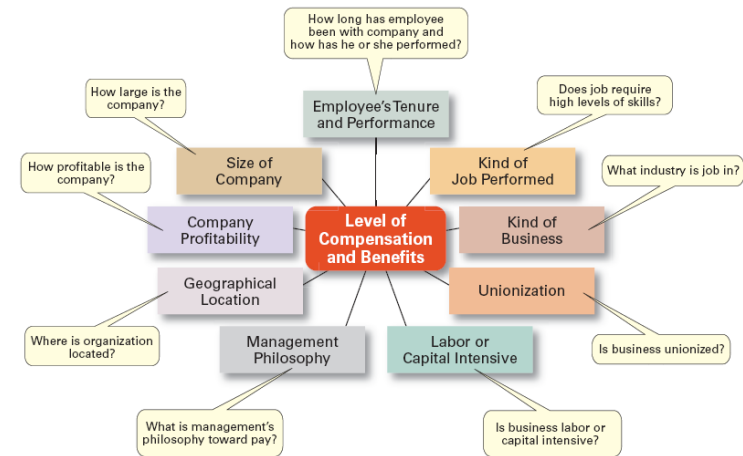 How long has employee
been with company and
how has he or she performed?
Employee's Tenure
and Performance
How large is the
company?
Size of
Company
Does job require
high levels of skills?
Kind of
Job Performed
How profitable is the
company?
Company
Profitability
Level of
Compensation
and Benefits
What industry is job in?
Kind of
Business
Geographical
Location
Where is organization
located?
Unionization
Is business unionized?
Management
Philosophy
What is management's
philosophy toward pay?
Labor or
Capital Intensive
Is business labor or
capital intensive?